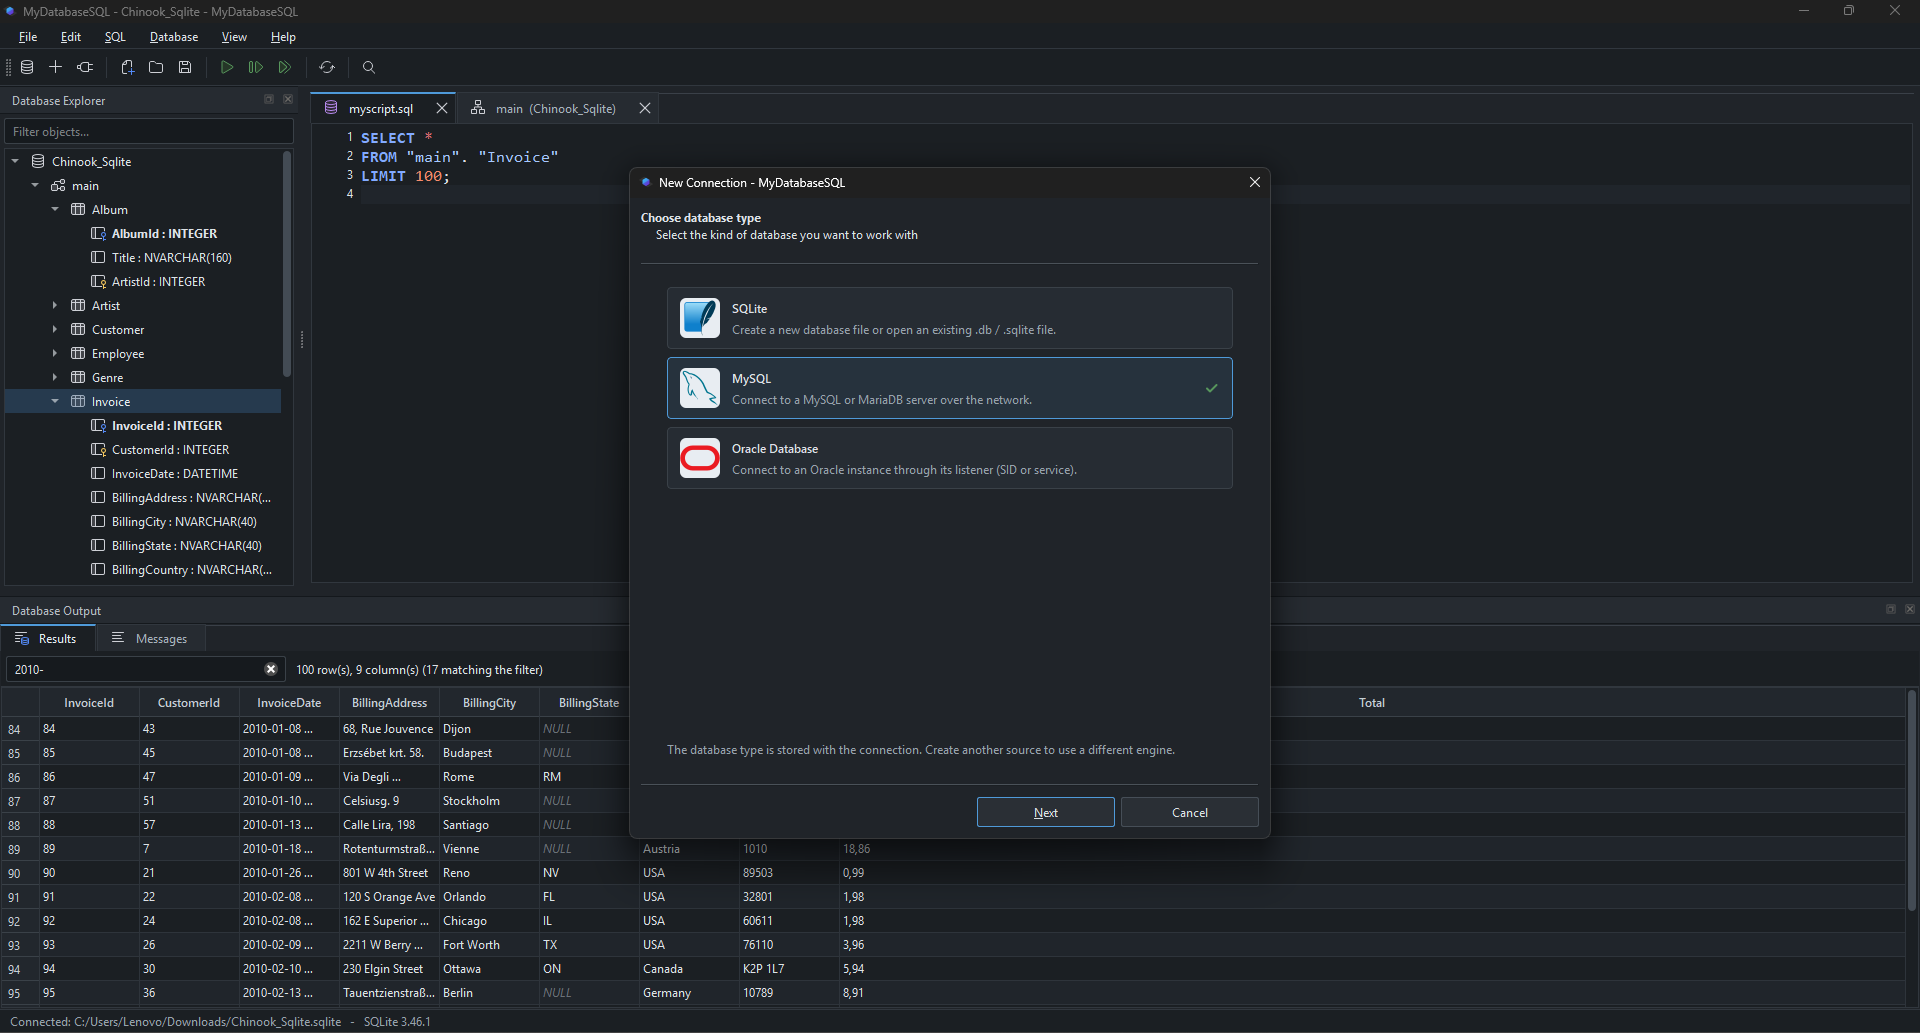 MyDatabaseSQL - Chinook_Sqlite - MyDatabaseSQL
File Edit SQL Database View Help
Database Explorer
Filter objects...
Chinook_Sqlite
main
Album
AlbumId : INTEGER
Title : NVARCHAR(160)
ArtistId : INTEGER
Artist
Customer
Employee
Genre
Invoice
InvoiceId : INTEGER
CustomerId : INTEGER
InvoiceDate : DATETIME
BillingAddress : NVARCHAR(...
BillingCity : NVARCHAR(40)
BillingState : NVARCHAR(40)
BillingCountry : NVARCHAR(...
myscript.sql main (Chinook_Sqlite)
1 SELECT *
2 FROM "main". "Invoice"
3 LIMIT 100;
4
New Connection - MyDatabaseSQL
Choose database type
Select the kind of database you want to work with
SQLite
Create a new database file or open an existing .db / .sqlite file.
MySQL
Connect to a MySQL or MariaDB server over the network.
Oracle Database
Connect to an Oracle instance through its listener (SID or service).
The database type is stored with the connection. Create another source to use a different engine.
Next Cancel
Database Output
Results Messages
2010- 100 row(s), 9 column(s) (17 matching the filter)
InvoiceId CustomerId InvoiceDate BillingAddress BillingCity BillingState Total
84 84 43 2010-01-08 ... 68, Rue Jouvence Dijon NULL
85 85 45 2010-01-08 ... Erzsébet krt. 58. Budapest NULL
86 86 47 2010-01-09 ... Via Degli ... Rome RM
87 87 51 2010-01-10 ... Celsiusg. 9 Stockholm NULL
88 88 57 2010-01-13 ... Calle Lira, 198 Santiago NULL
89 89 7 2010-01-18 ... Rotenturmstraß... Vienne NULL Austria 1010 18,86
90 90 21 2010-01-26 ... 801 W 4th Street Reno NV USA 89503 0,99
91 91 22 2010-02-08 ... 120 S Orange Ave Orlando FL USA 32801 1,98
92 92 24 2010-02-08 ... 162 E Superior ... Chicago IL USA 60611 1,98
93 93 26 2010-02-09 ... 2211 W Berry ... Fort Worth TX USA 76110 3,96
94 94 30 2010-02-10 ... 230 Elgin Street Ottawa ON Canada K2P 1L7 5,94
95 95 36 2010-02-13 ... Tauentzienstraß... Berlin NULL Germany 10789 8,91
Connected: C:/Users/Lenovo/Downloads/Chinook_Sqlite.sqlite - SQLite 3.46.1